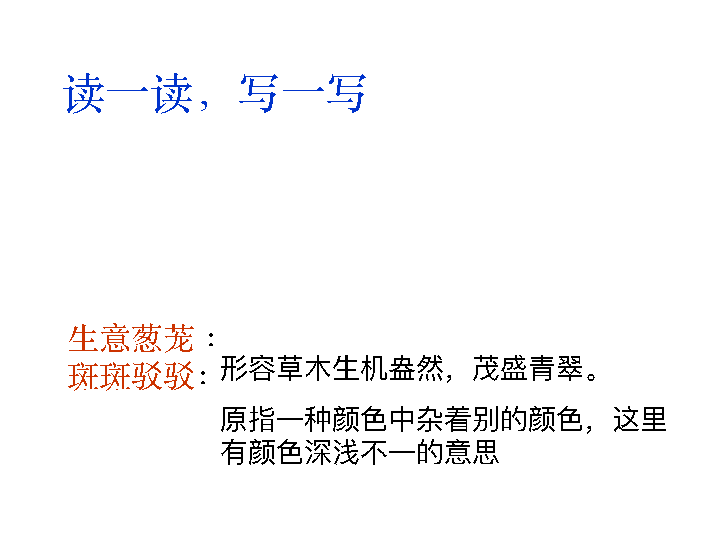 读一读，写一写
生意葱茏：
斑斑驳驳：
形容草木生机盎然，茂盛青翠。
原指一种颜色中杂着别的颜色，这里
有颜色深浅不一的意思